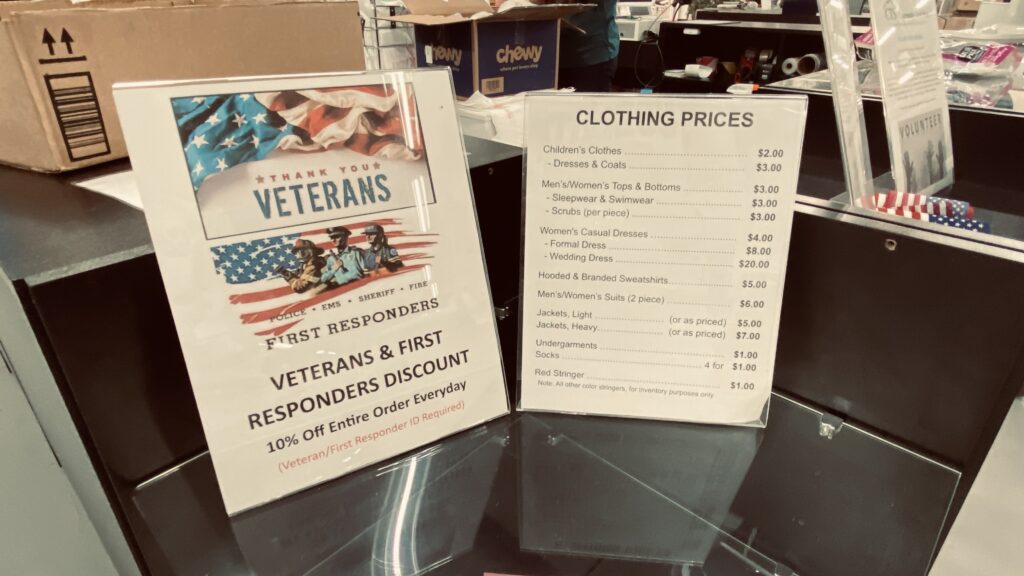 chewy
chewy
where pet lovers shop
THANK YOU
VETERANS
POLICE • EMS • SHERIFF • FIRE
FIRST RESPONDERS
VETERANS & FIRST
RESPONDERS DISCOUNT
10% Off Entire Order Everyday
(Veteran/First Responder ID Required)
CLOTHING PRICES
Children's Clothes $2.00
- Dresses & Coats $3.00
Men's/Women's Tops & Bottoms $3.00
- Sleepwear & Swimwear $3.00
- Scrubs (per piece) $3.00
Women's Casual Dresses $4.00
- Formal Dress $8.00
- Wedding Dress $20.00
Hooded & Branded Sweatshirts $5.00
Men's/Women's Suits (2 piece) $6.00
Jackets, Light (or as priced) $5.00
Jackets, Heavy (or as priced) $7.00
Undergarments $1.00
Socks 4 for $1.00
Red Stringer $1.00
Note: All other color stringers, for inventory purposes only
VOLUNTEER